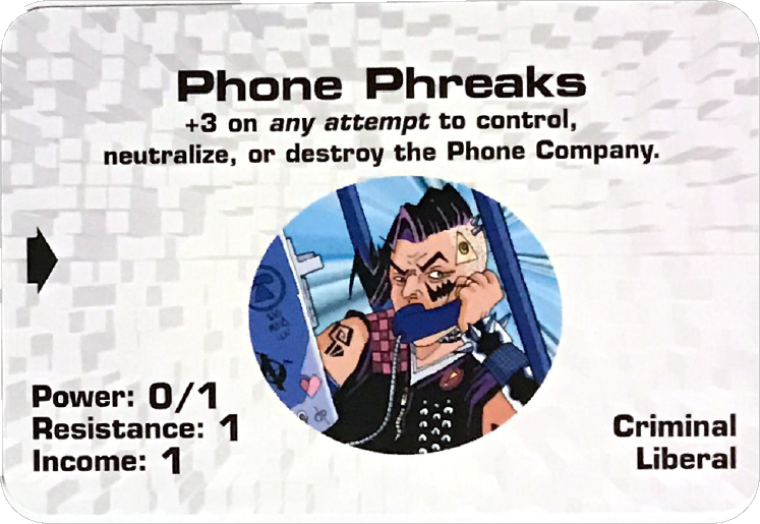 Phone Phreaks
+3 on any attempt to control,
neutralize, or destroy the Phone Company.
Power: 0/1
Resistance: 1
Income: 1
Criminal
Liberal